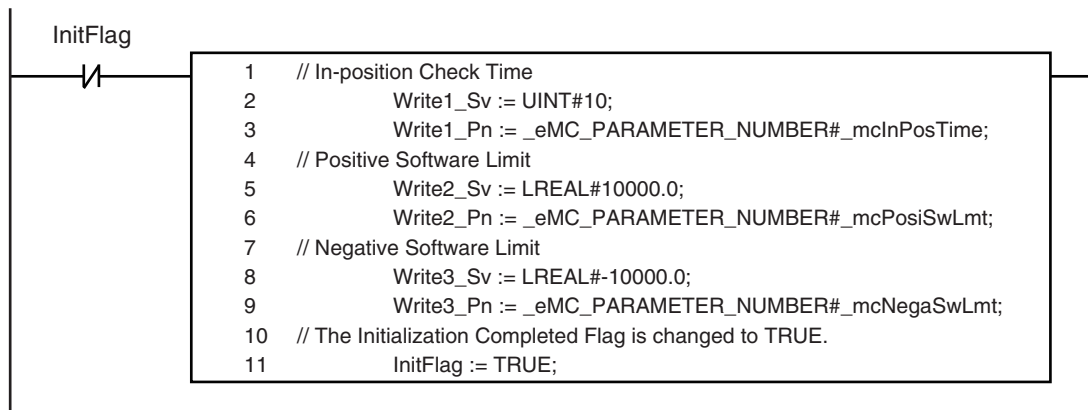 InitFlag
1 // In-position Check Time
2 Write1_Sv := UINT#10;
3 Write1_Pn := _eMC_PARAMETER_NUMBER#_mcInPosTime;
4 // Positive Software Limit
5 Write2_Sv := LREAL#10000.0;
6 Write2_Pn := _eMC_PARAMETER_NUMBER#_mcPosiSwLmt;
7 // Negative Software Limit
8 Write3_Sv := LREAL#-10000.0;
9 Write3_Pn := _eMC_PARAMETER_NUMBER#_mcNegaSwLmt;
10 // The Initialization Completed Flag is changed to TRUE.
11 InitFlag := TRUE;